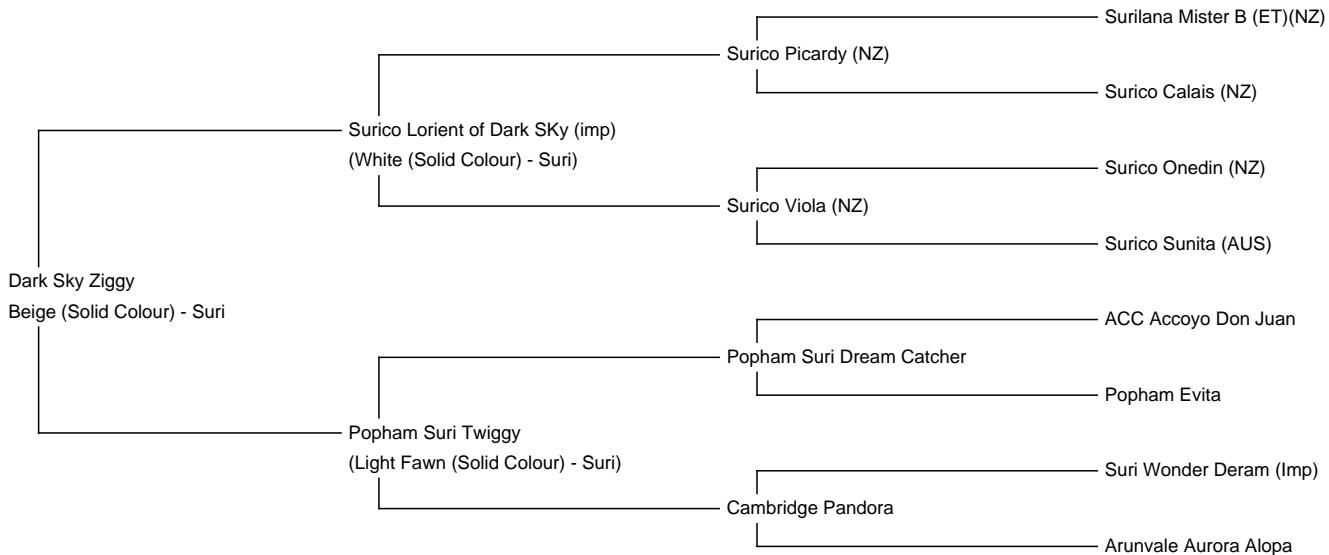 Surilana Mister B (ET)(NZ)
Surico Picardy (NZ)
Surico Calais (NZ)
Surico Lorient of Dark SKy (imp)
(White (Solid Colour) - Suri)
Surico Onedin (NZ)
Surico Viola (NZ)
Surico Sunita (AUS)
Dark Sky Ziggy
Beige (Solid Colour) - Suri
ACC Accoyo Don Juan
Popham Suri Dream Catcher
Popham Evita
Popham Suri Twiggy
(Light Fawn (Solid Colour) - Suri)
Suri Wonder Deram (Imp)
Cambridge Pandora
Arunvale Aurora Alopa